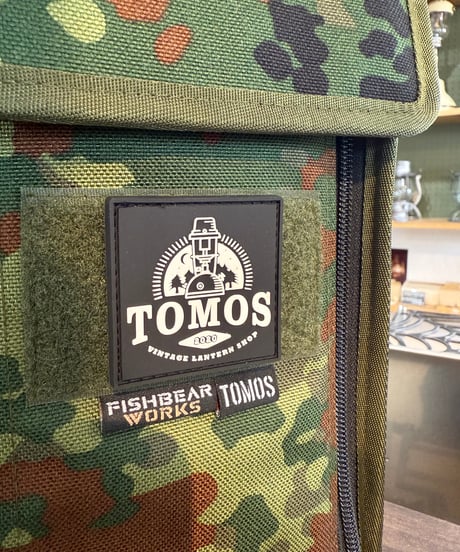 TOMOS
2020
VINTAGE LANTERN SHOP
FISHBEAR
WORKS
TOMOS